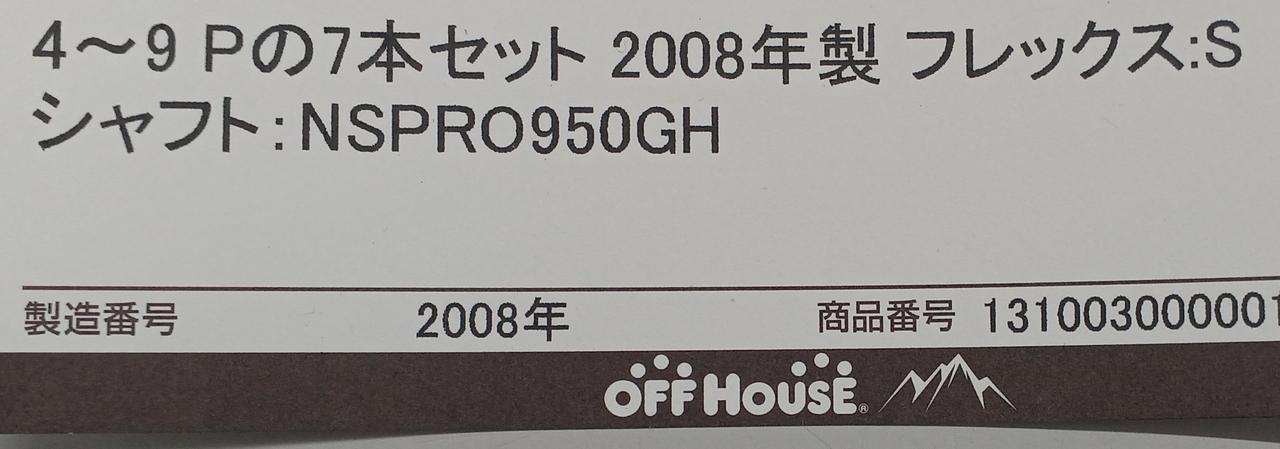 4～9 Pの7本セット 2008年製 フレックス:S
シャフト:NSPRO950GH
製造番号 2008年 商品番号 131003000001
OFF HOUSE®